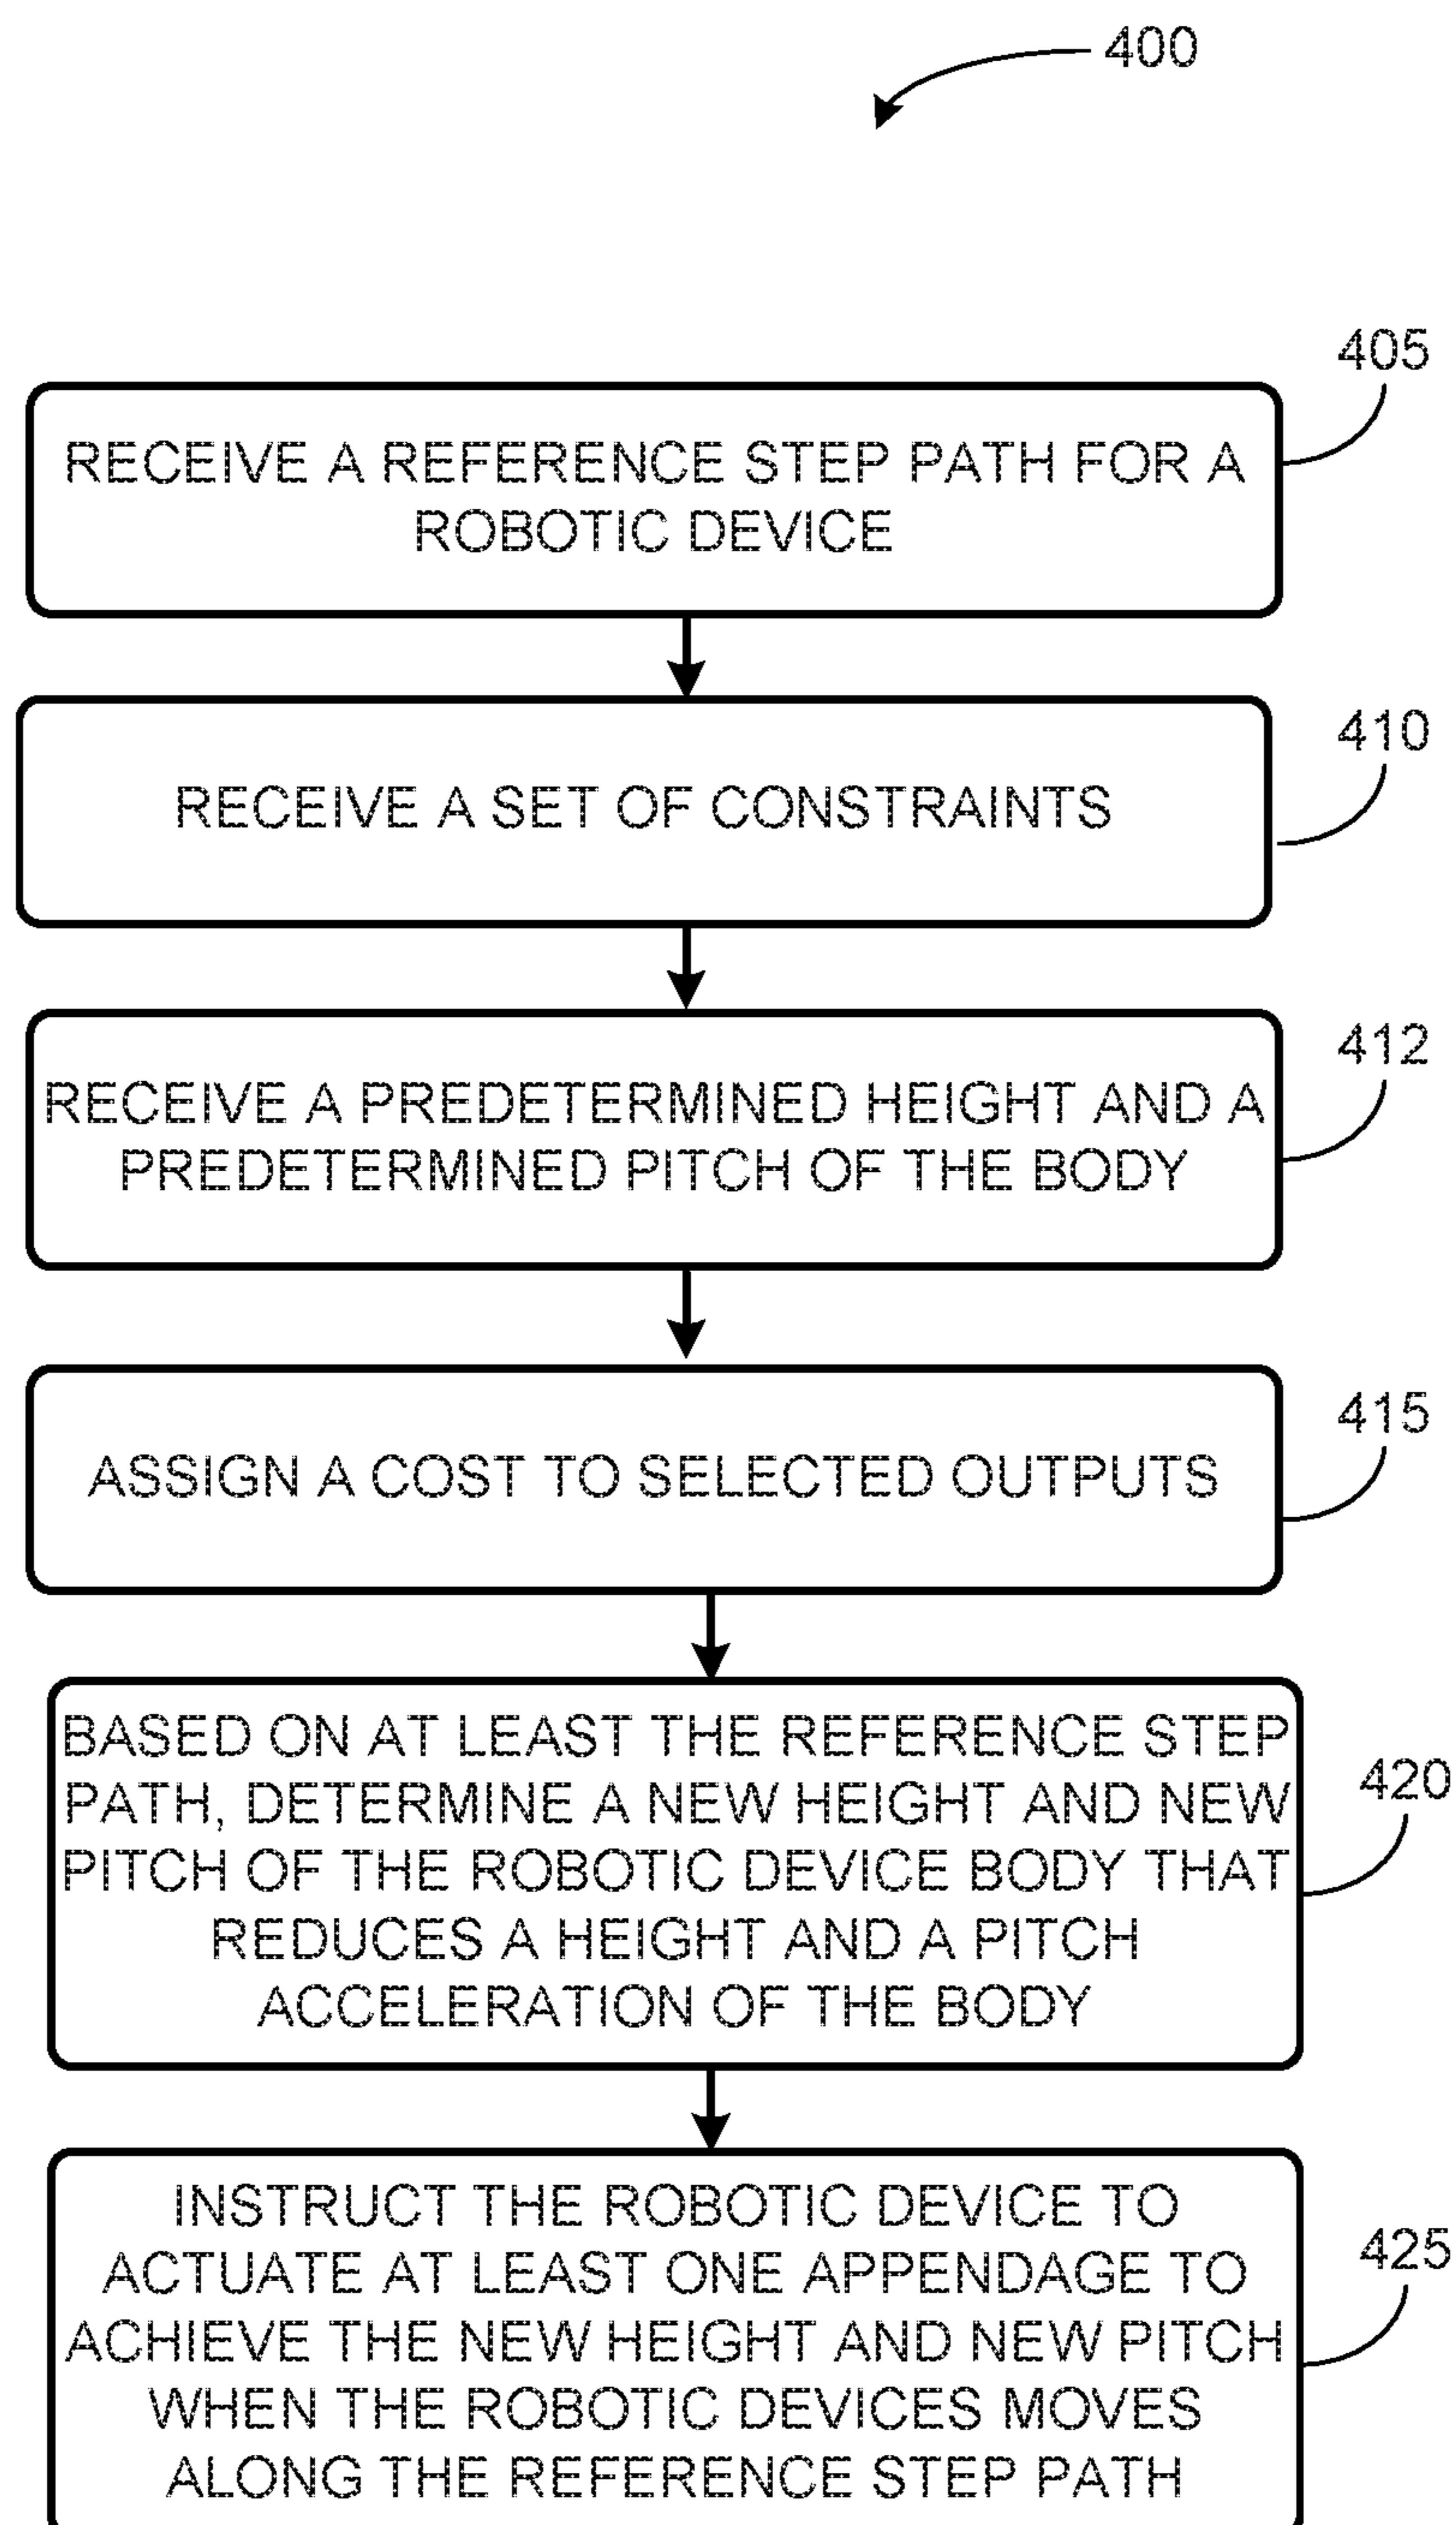 400
405
RECEIVE A REFERENCE STEP PATH FOR A
ROBOTIC DEVICE
410
RECEIVE A SET OF CONSTRAINTS
412
RECEIVE A PREDETERMINED HEIGHT AND A
PREDETERMINED PITCH OF THE BODY
415
ASSIGN A COST TO SELECTED OUTPUTS
420
BASED ON AT LEAST THE REFERENCE STEP
PATH, DETERMINE A NEW HEIGHT AND NEW
PITCH OF THE ROBOTIC DEVICE BODY THAT
REDUCES A HEIGHT AND A PITCH
ACCELERATION OF THE BODY
425
INSTRUCT THE ROBOTIC DEVICE TO
ACTUATE AT LEAST ONE APPENDAGE TO
ACHIEVE THE NEW HEIGHT AND NEW PITCH
WHEN THE ROBOTIC DEVICES MOVES
ALONG THE REFERENCE STEP PATH